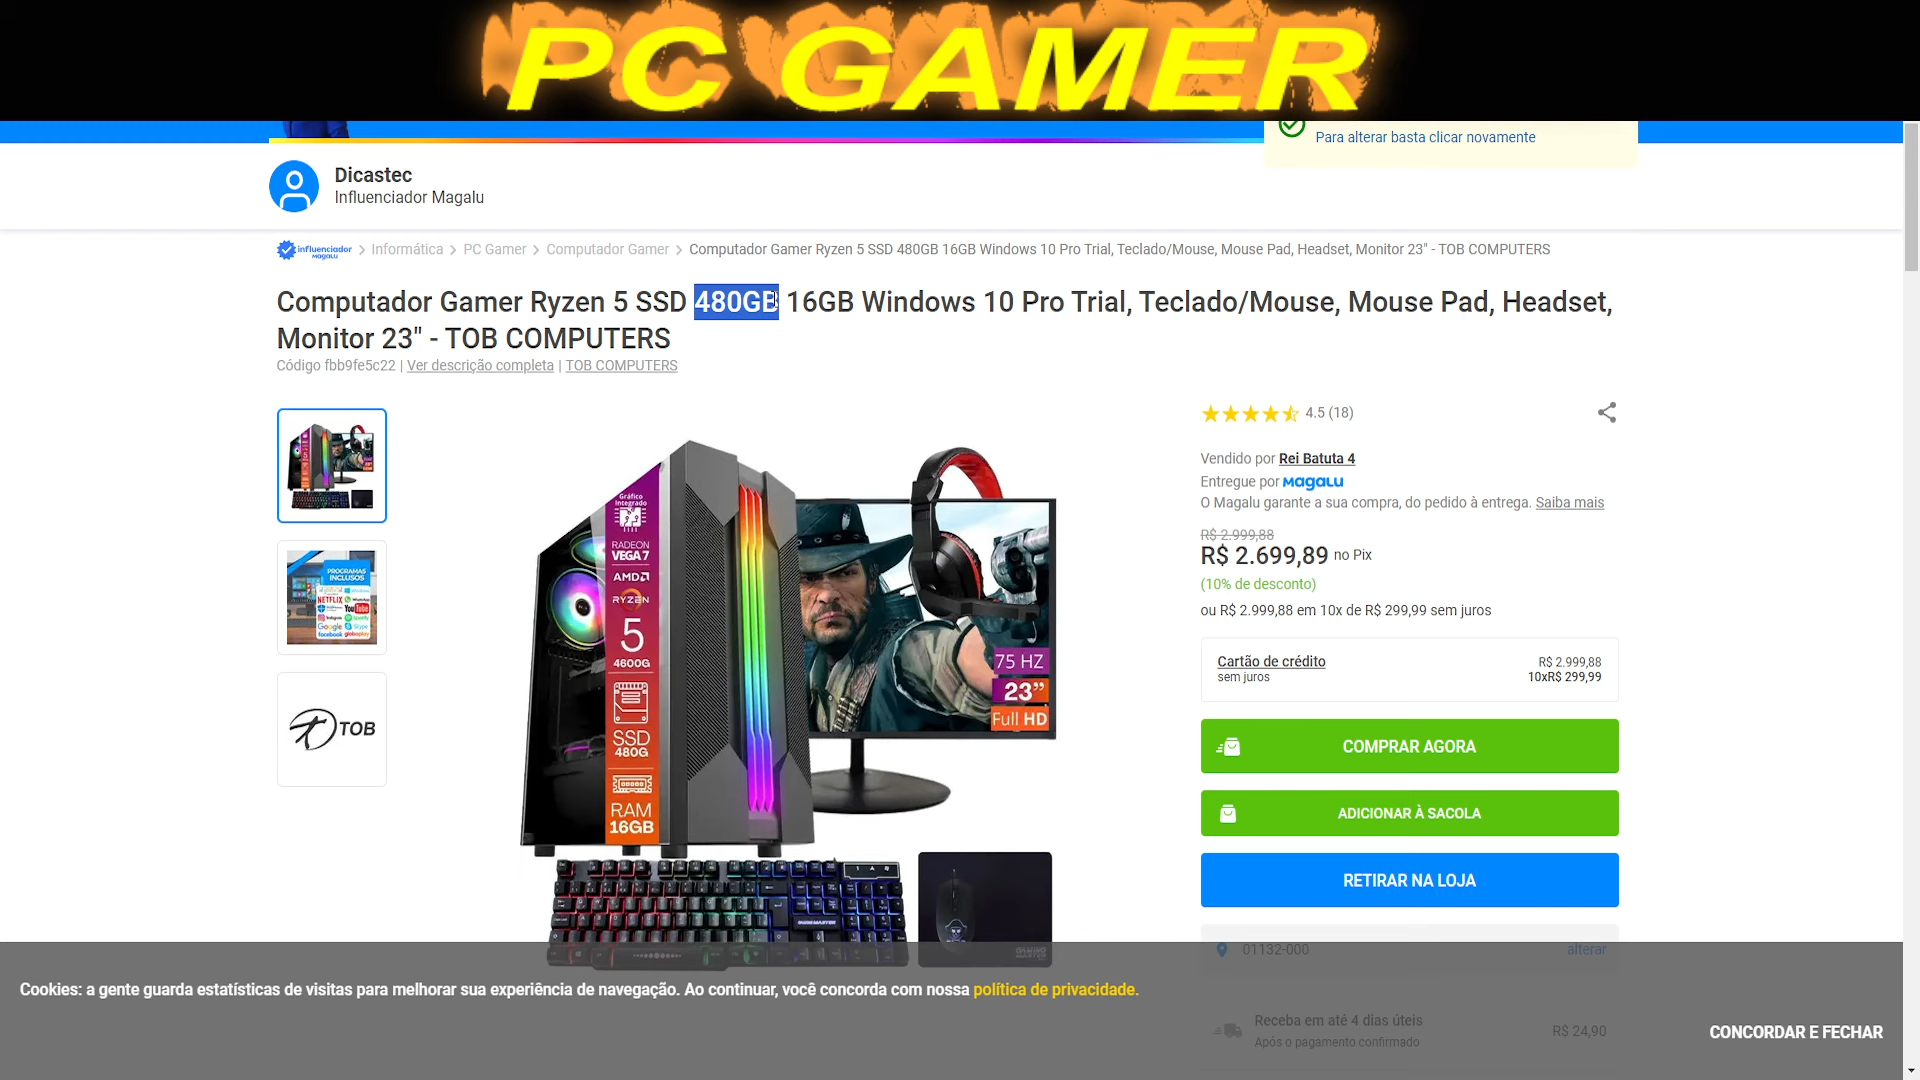 PC GAMER
Para alterar basta clicar novamente
Dicastec
Influenciador Magalu
influenciador magalu > Informática > PC Gamer > Computador Gamer > Computador Gamer Ryzen 5 SSD 480GB 16GB Windows 10 Pro Trial, Teclado/Mouse, Mouse Pad, Headset, Monitor 23" - TOB COMPUTERS
Computador Gamer Ryzen 5 SSD 480GB 16GB Windows 10 Pro Trial, Teclado/Mouse, Mouse Pad, Headset,
Monitor 23" - TOB COMPUTERS
Código fbb9fe5c22 | Ver descrição completa | TOB COMPUTERS
PROGRAMAS
INCLUSOS
NETFLIX
WhatsApp
YouTube
Spotify
Google
Skype
facebook
globoplay
TOB
Gráfico
Integrado
RADEON
VEGA 7
AMD
RYZEN
5
4600G
SSD
480G
RAM
16GB
75 HZ
23”
Full HD
4.5 (18)
Vendido por Rei Batuta 4
Entregue por magalu
O Magalu garante a sua compra, do pedido à entrega. Saiba mais
R$ 2.999,88
R$ 2.699,89 no Pix
(10% de desconto)
ou R$ 2.999,88 em 10x de R$ 299,99 sem juros
Cartão de crédito R$ 2.999,88
sem juros 10xR$ 299,99
COMPRAR AGORA
ADICIONAR À SACOLA
RETIRAR NA LOJA
01132-000 alterar
Receba em até 4 dias úteis R$ 24,90
Após o pagamento confirmado
Cookies: a gente guarda estatísticas de visitas para melhorar sua experiência de navegação. Ao continuar, você concorda com nossa política de privacidade.
CONCORDAR E FECHAR